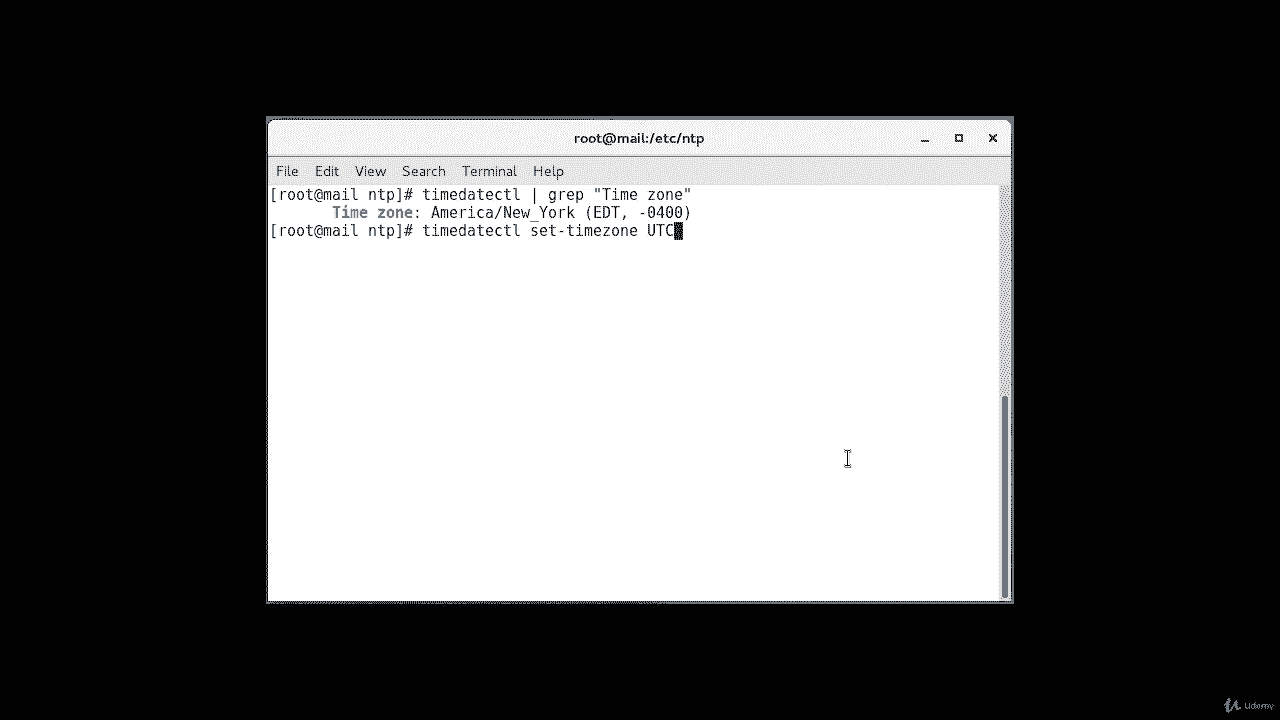 root@mail:/etc/ntp
File Edit View Search Terminal Help
[root@mail ntp]# timedatectl | grep "Time zone"
Time zone: America/New_York (EDT, -0400)
[root@mail ntp]# timedatectl set-timezone UTC
Udemy